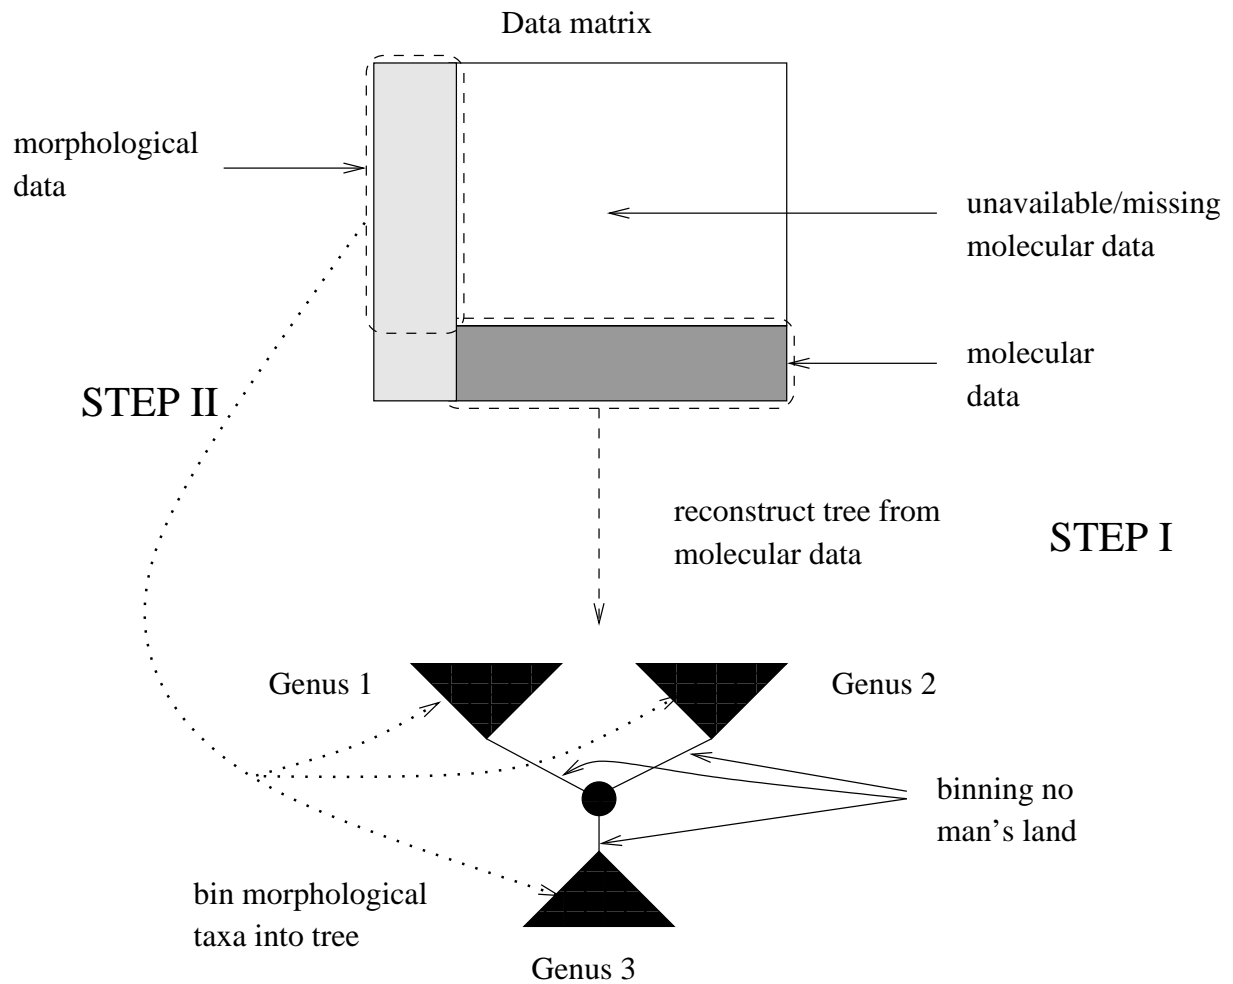 Data matrix
morphological
data
unavailable/missing
molecular data
molecular
data
STEP II
reconstruct tree from
molecular data
STEP I
Genus 1
Genus 2
binning no
man’s land
bin morphological
taxa into tree
Genus 3